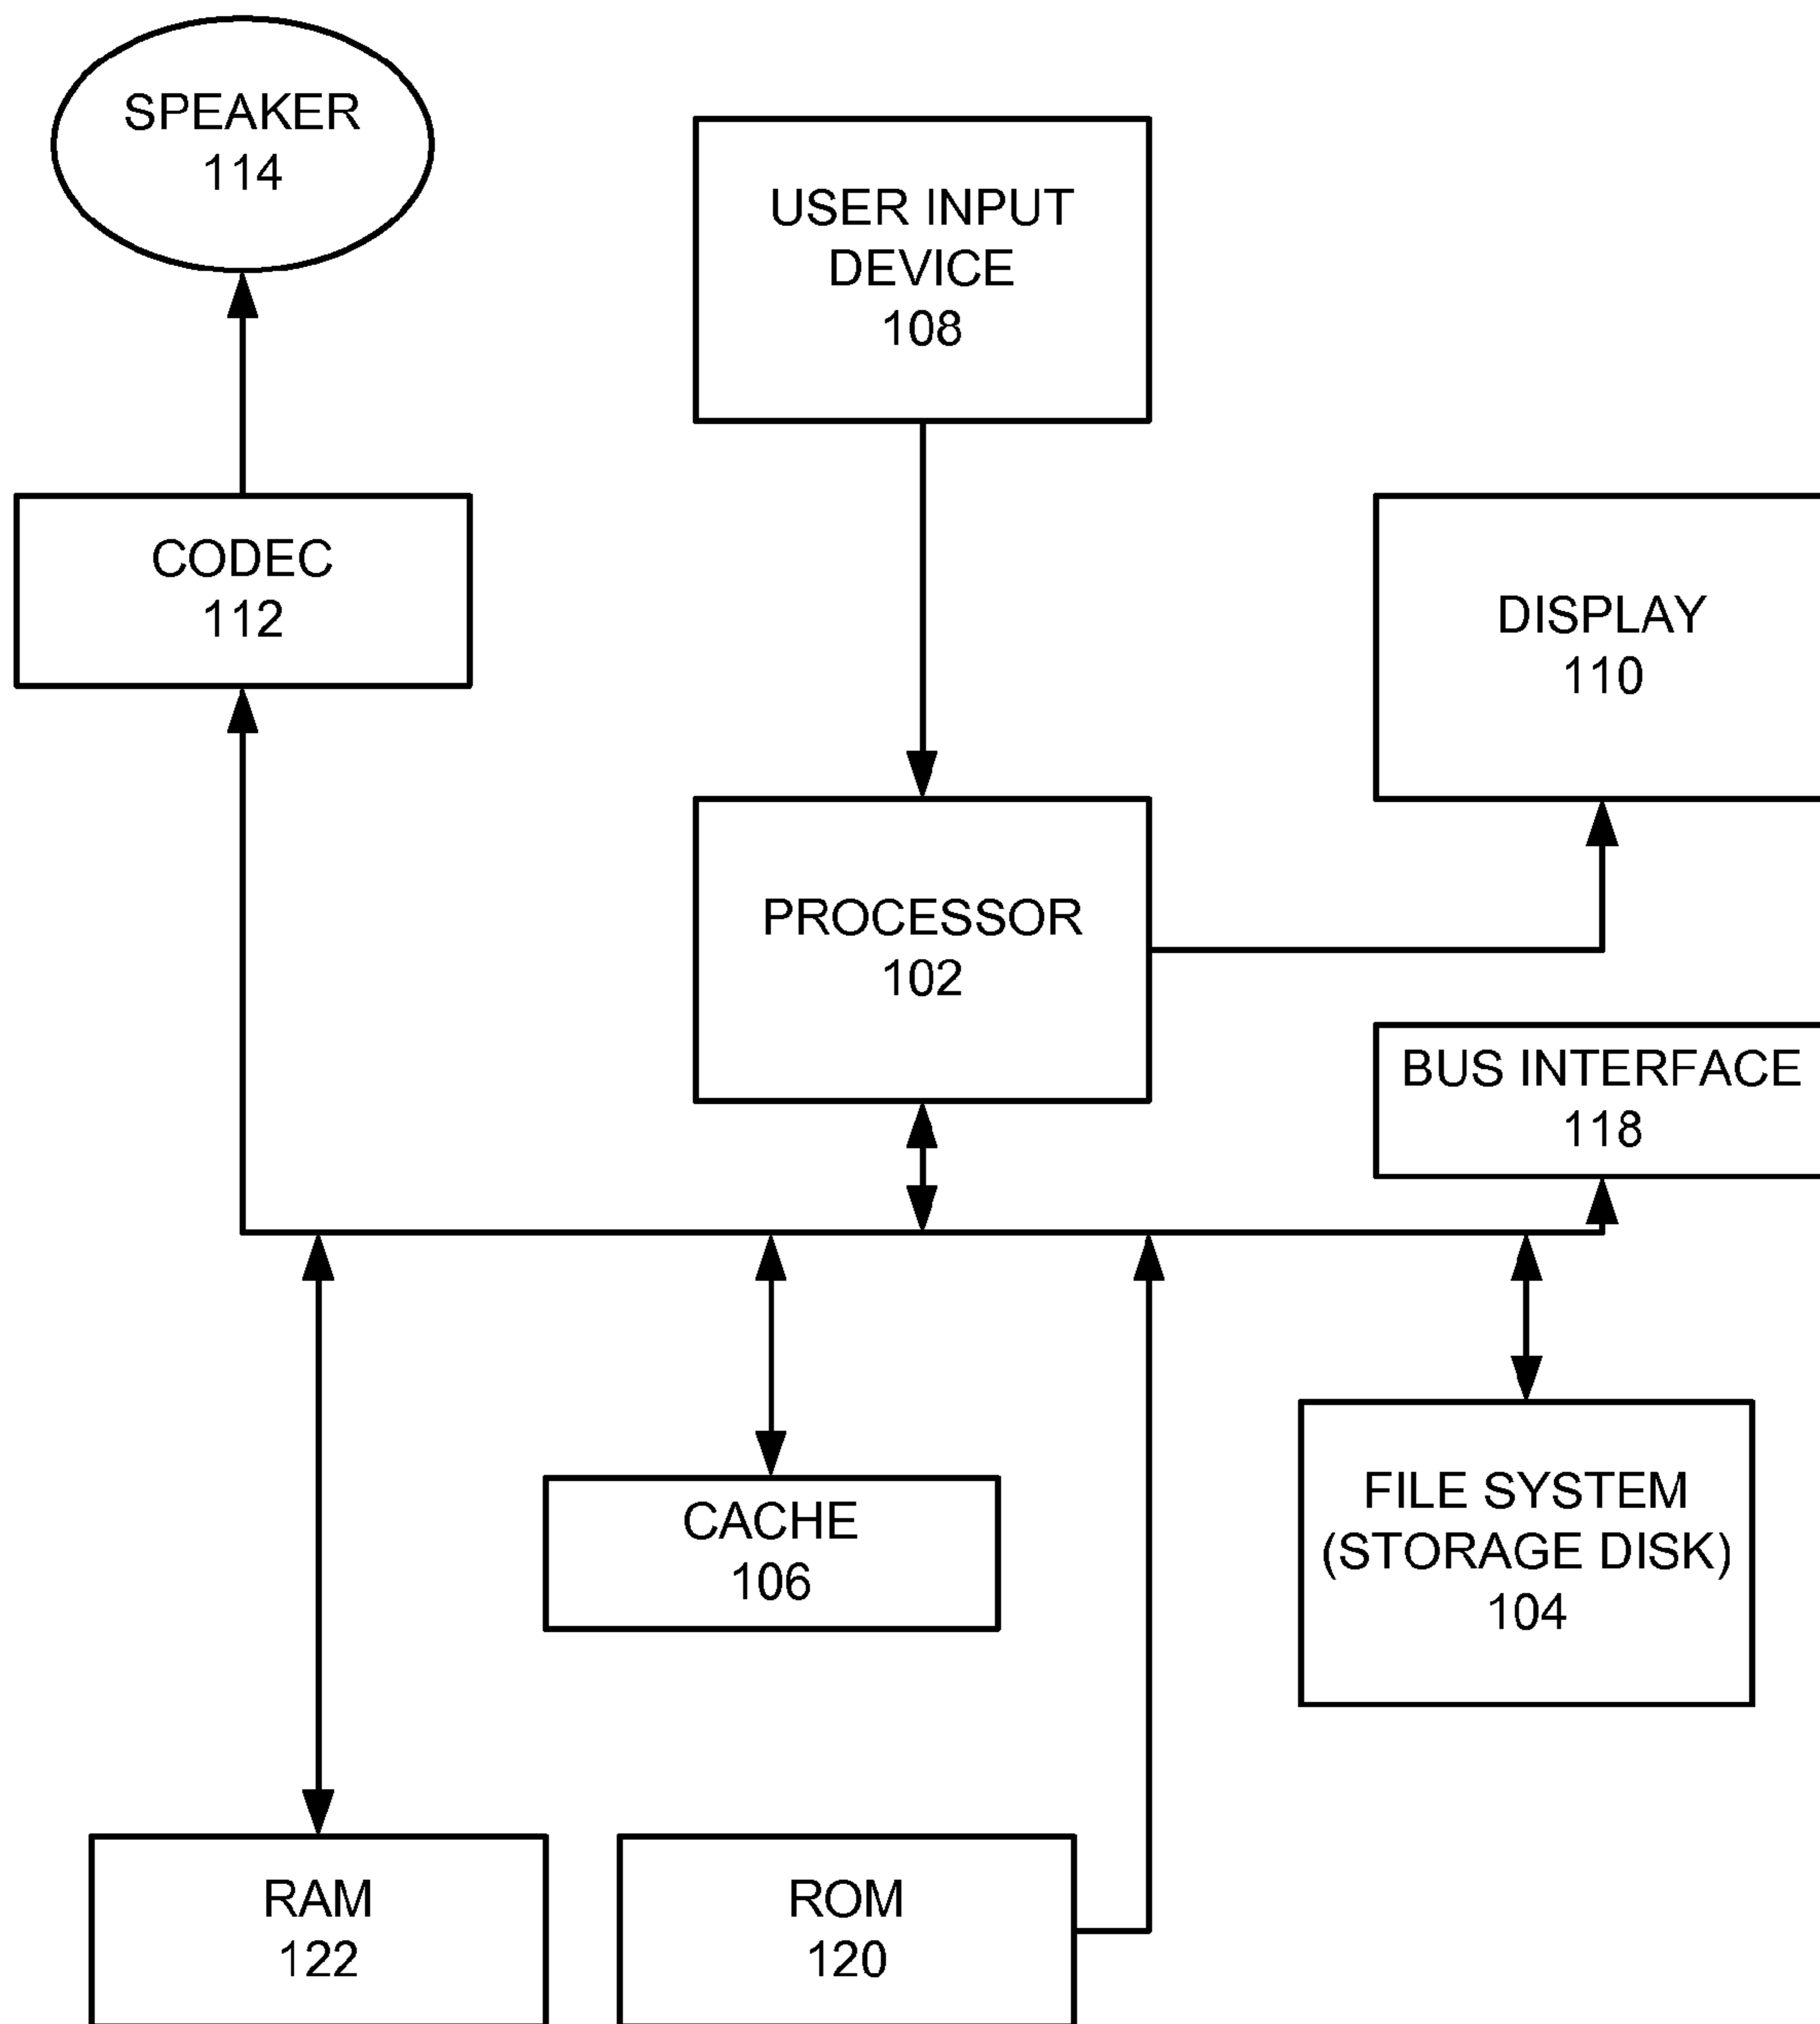 SPEAKER
114
USER INPUT
DEVICE
108
CODEC
112
DISPLAY
110
PROCESSOR
102
BUS INTERFACE
118
CACHE
106
FILE SYSTEM
(STORAGE DISK)
104
RAM
122
ROM
120